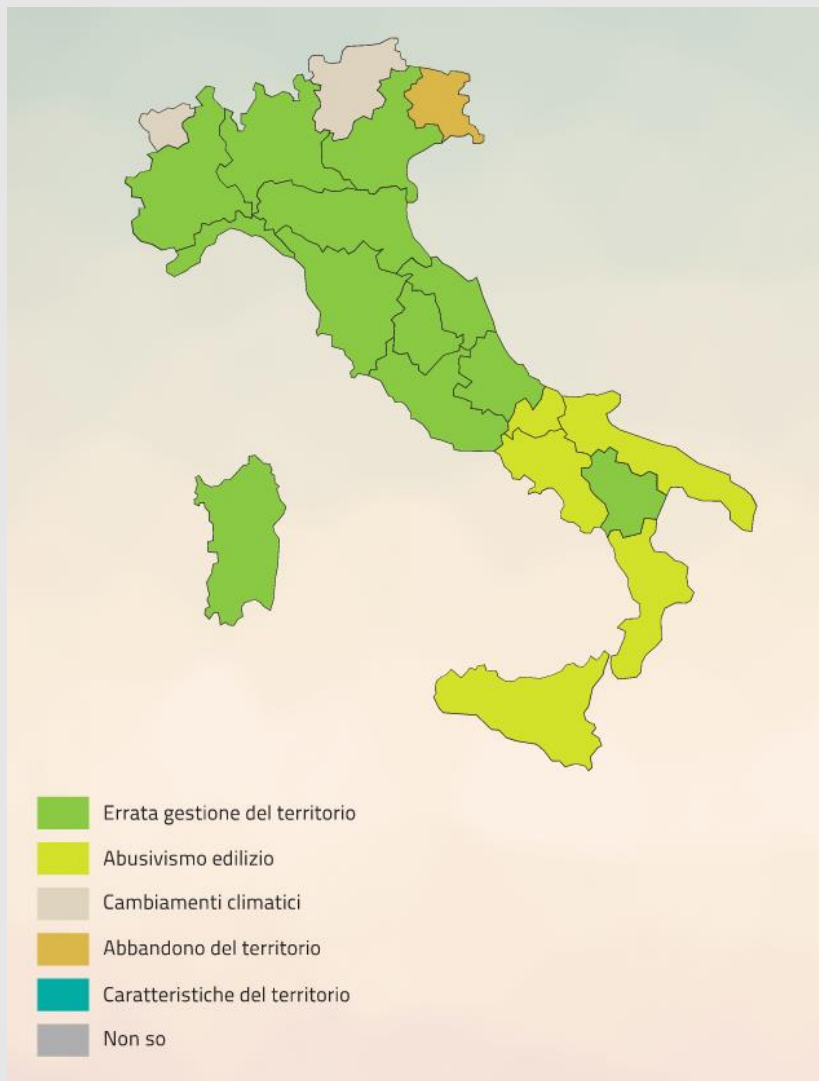 Errata gestione del territorio
Abusivismo edilizio
Cambiamenti climatici
Abbandono del territorio
Caratteristiche del territorio
Non so